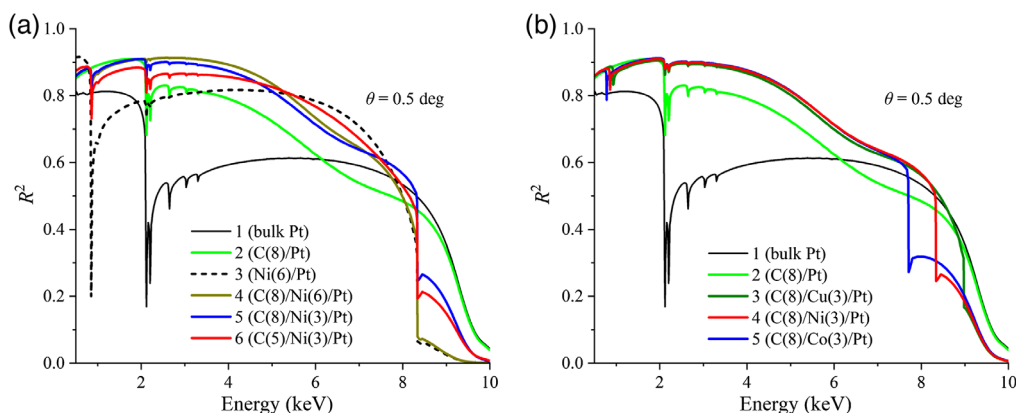 (a)
1.0
0.8
0.6
0.4
0.2
0.0
R²
θ = 0.5 deg
1 (bulk Pt)
2 (C(8)/Pt)
3 (Ni(6)/Pt)
4 (C(8)/Ni(6)/Pt)
5 (C(8)/Ni(3)/Pt)
6 (C(5)/Ni(3)/Pt)
2 4 6 8 10
Energy (keV)
(b)
1.0
0.8
0.6
0.4
0.2
0.0
R²
θ = 0.5 deg
1 (bulk Pt)
2 (C(8)/Pt)
3 (C(8)/Cu(3)/Pt)
4 (C(8)/Ni(3)/Pt)
5 (C(8)/Co(3)/Pt)
2 4 6 8 10
Energy (keV)